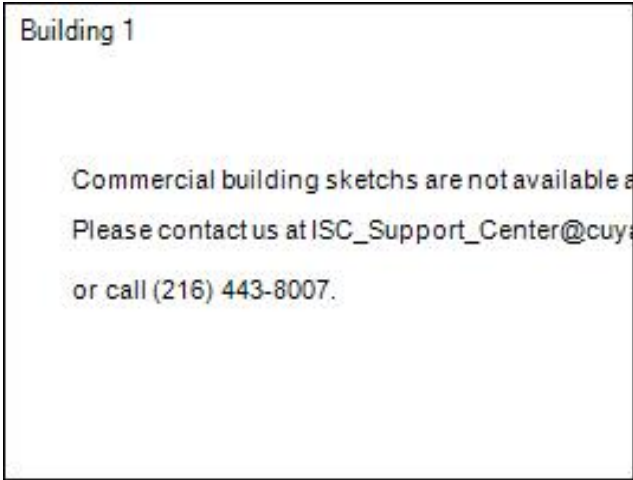 Building 1
Commercial building sketchs are not available
Please contact us at ISC_Support_Center@cuy
or call (216) 443-8007.